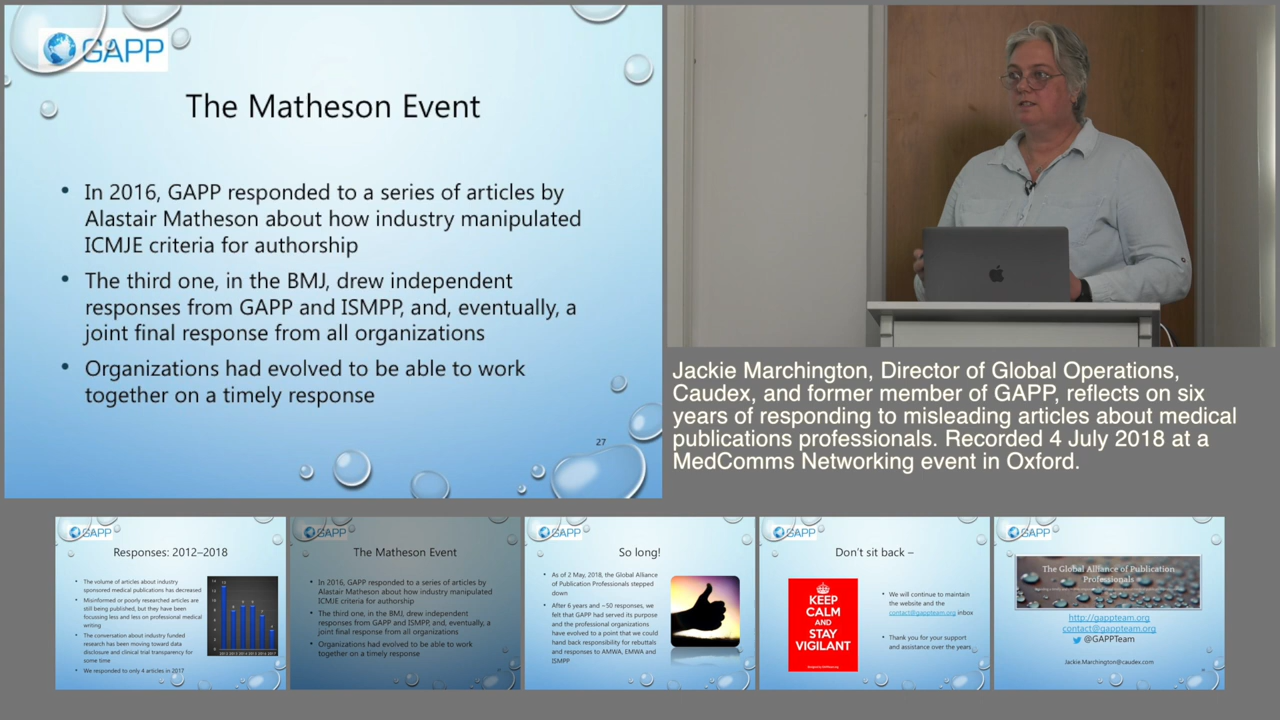 GAPP
The Matheson Event
• In 2016, GAPP responded to a series of articles by
Alastair Matheson about how industry manipulated
ICMJE criteria for authorship
• The third one, in the BMJ, drew independent
responses from GAPP and ISMPP, and, eventually, a
joint final response from all organizations
• Organizations had evolved to be able to work
together on a timely response
27
Jackie Marchington, Director of Global Operations,
Caudex, and former member of GAPP, reflects on six
years of responding to misleading articles about medical
publications professionals. Recorded 4 July 2018 at a
MedComms Networking event in Oxford.
GAPP
Responses: 2012–2018
• The volume of articles about industry
sponsored medical publications has decreased
• Misinformed or poorly researched articles are
still being published, but they have been
focussing less and less on professional medical
writing
• The conversation about industry funded
research has been moving toward data
disclosure and clinical trial transparency for
some time
• We responded to only 4 articles in 2017
GAPP
The Matheson Event
• In 2016, GAPP responded to a series of articles by
Alastair Matheson about how industry manipulated
ICMJE criteria for authorship
• The third one, in the BMJ, drew independent
responses from GAPP and ISMPP, and, eventually, a
joint final response from all organizations
• Organizations had evolved to be able to work
together on a timely response
GAPP
So long!
• As of 2 May, 2018, the Global Alliance
of Publication Professionals stepped
down
• After 6 years and ~50 responses, we
felt that GAPP had served its purpose
and the professional organizations
have evolved to a point that we could
hand back responsibility for rebuttals
and responses to AMWA, EMWA and
ISMPP
GAPP
Don't sit back –
KEEP
CALM
AND
STAY
VIGILANT
• We will continue to maintain
the website and the
contact@gappteam.org inbox
• Thank you for your support
and assistance over the years
GAPP
The Global Alliance of Publication
Professionals
http://gappteam.org
contact@gappteam.org
@GAPPTeam
Jackie.Marchington@caudex.com